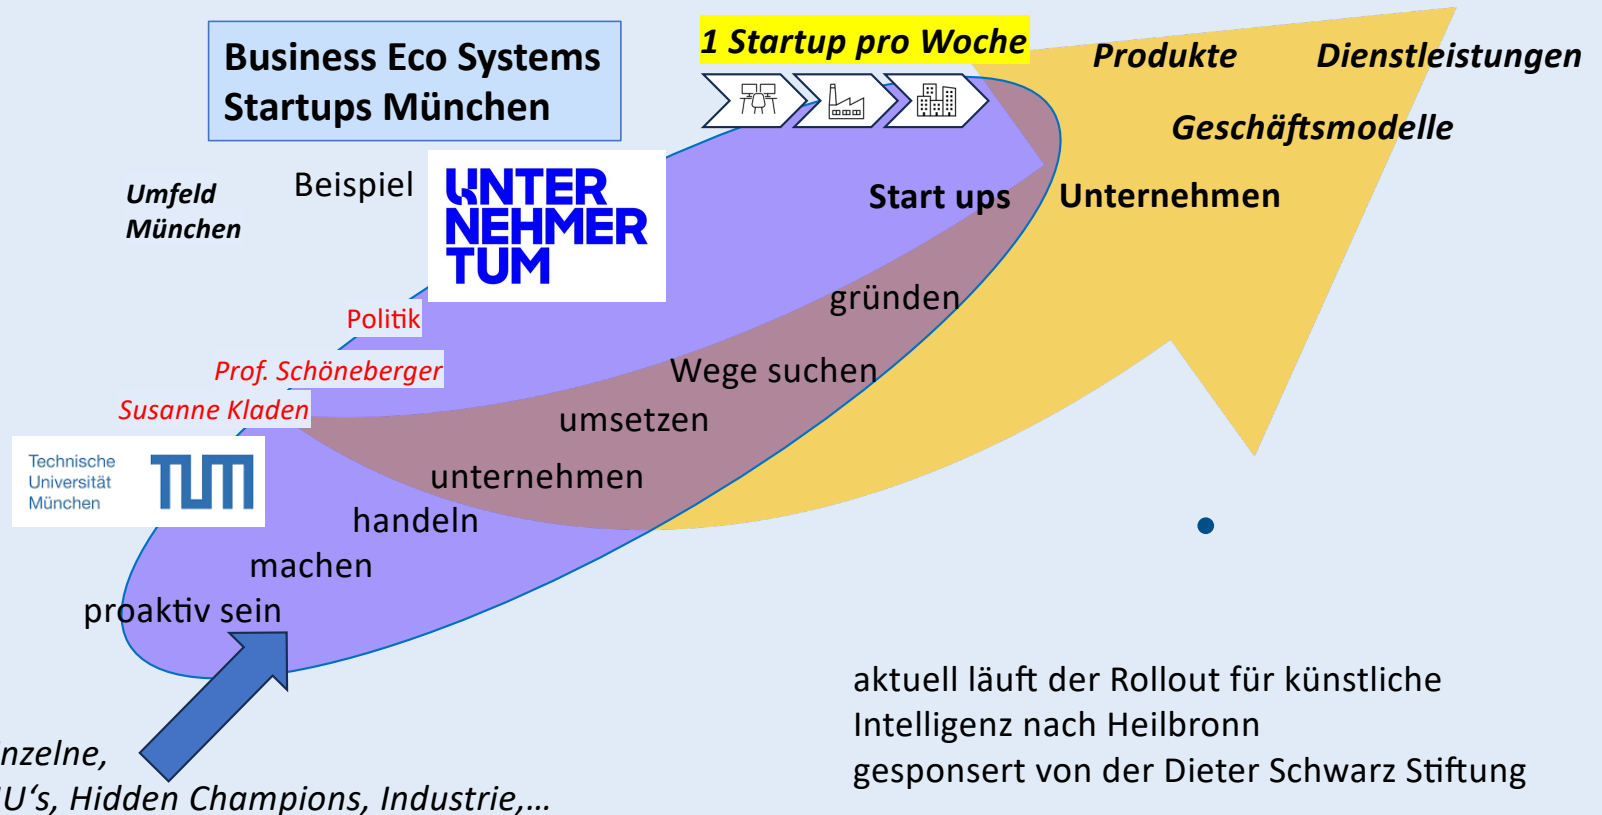 Business Eco Systems
Startups München
1 Startup pro Woche
Produkte
Dienstleistungen
Geschäftsmodelle
Umfeld
München
Beispiel
UNTER
NEHMER
TUM
Start ups
Unternehmen
Politik
Prof. Schöneberger
Susanne Kladen
Technische
Universität
München
TUM
gründen
Wege suchen
umsetzen
unternehmen
handeln
machen
proaktiv sein
nzelne,
U‘s, Hidden Champions, Industrie,...
aktuell läuft der Rollout für künstliche
Intelligenz nach Heilbronn
gesponsert von der Dieter Schwarz Stiftung